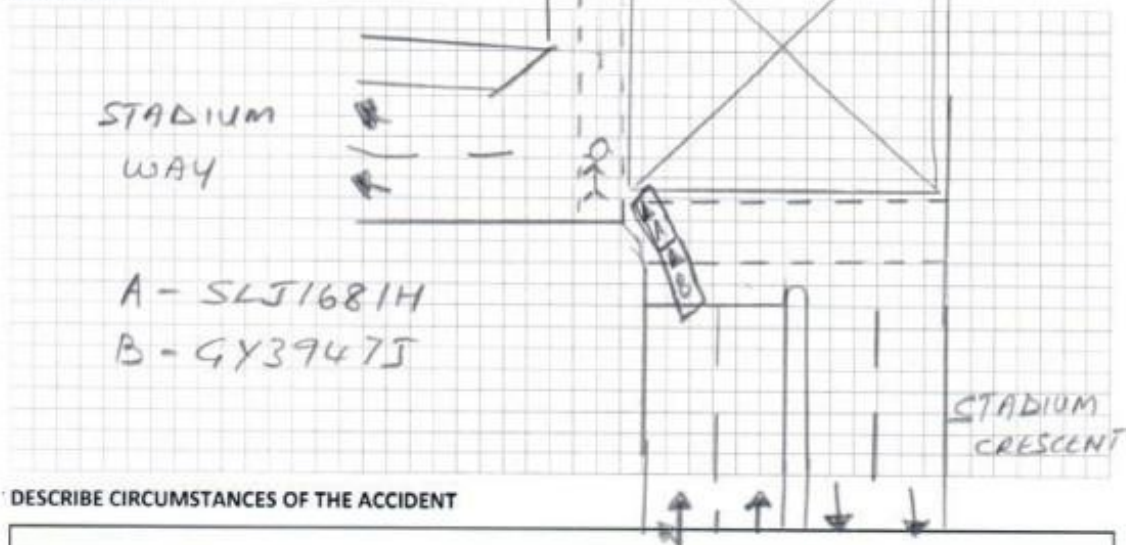 STADIUM
WAY
A - SLJ1681H
B - GY3947J
STADIUM
CRESCENT
DESCRIBE CIRCUMSTANCES OF THE ACCIDENT
A
B